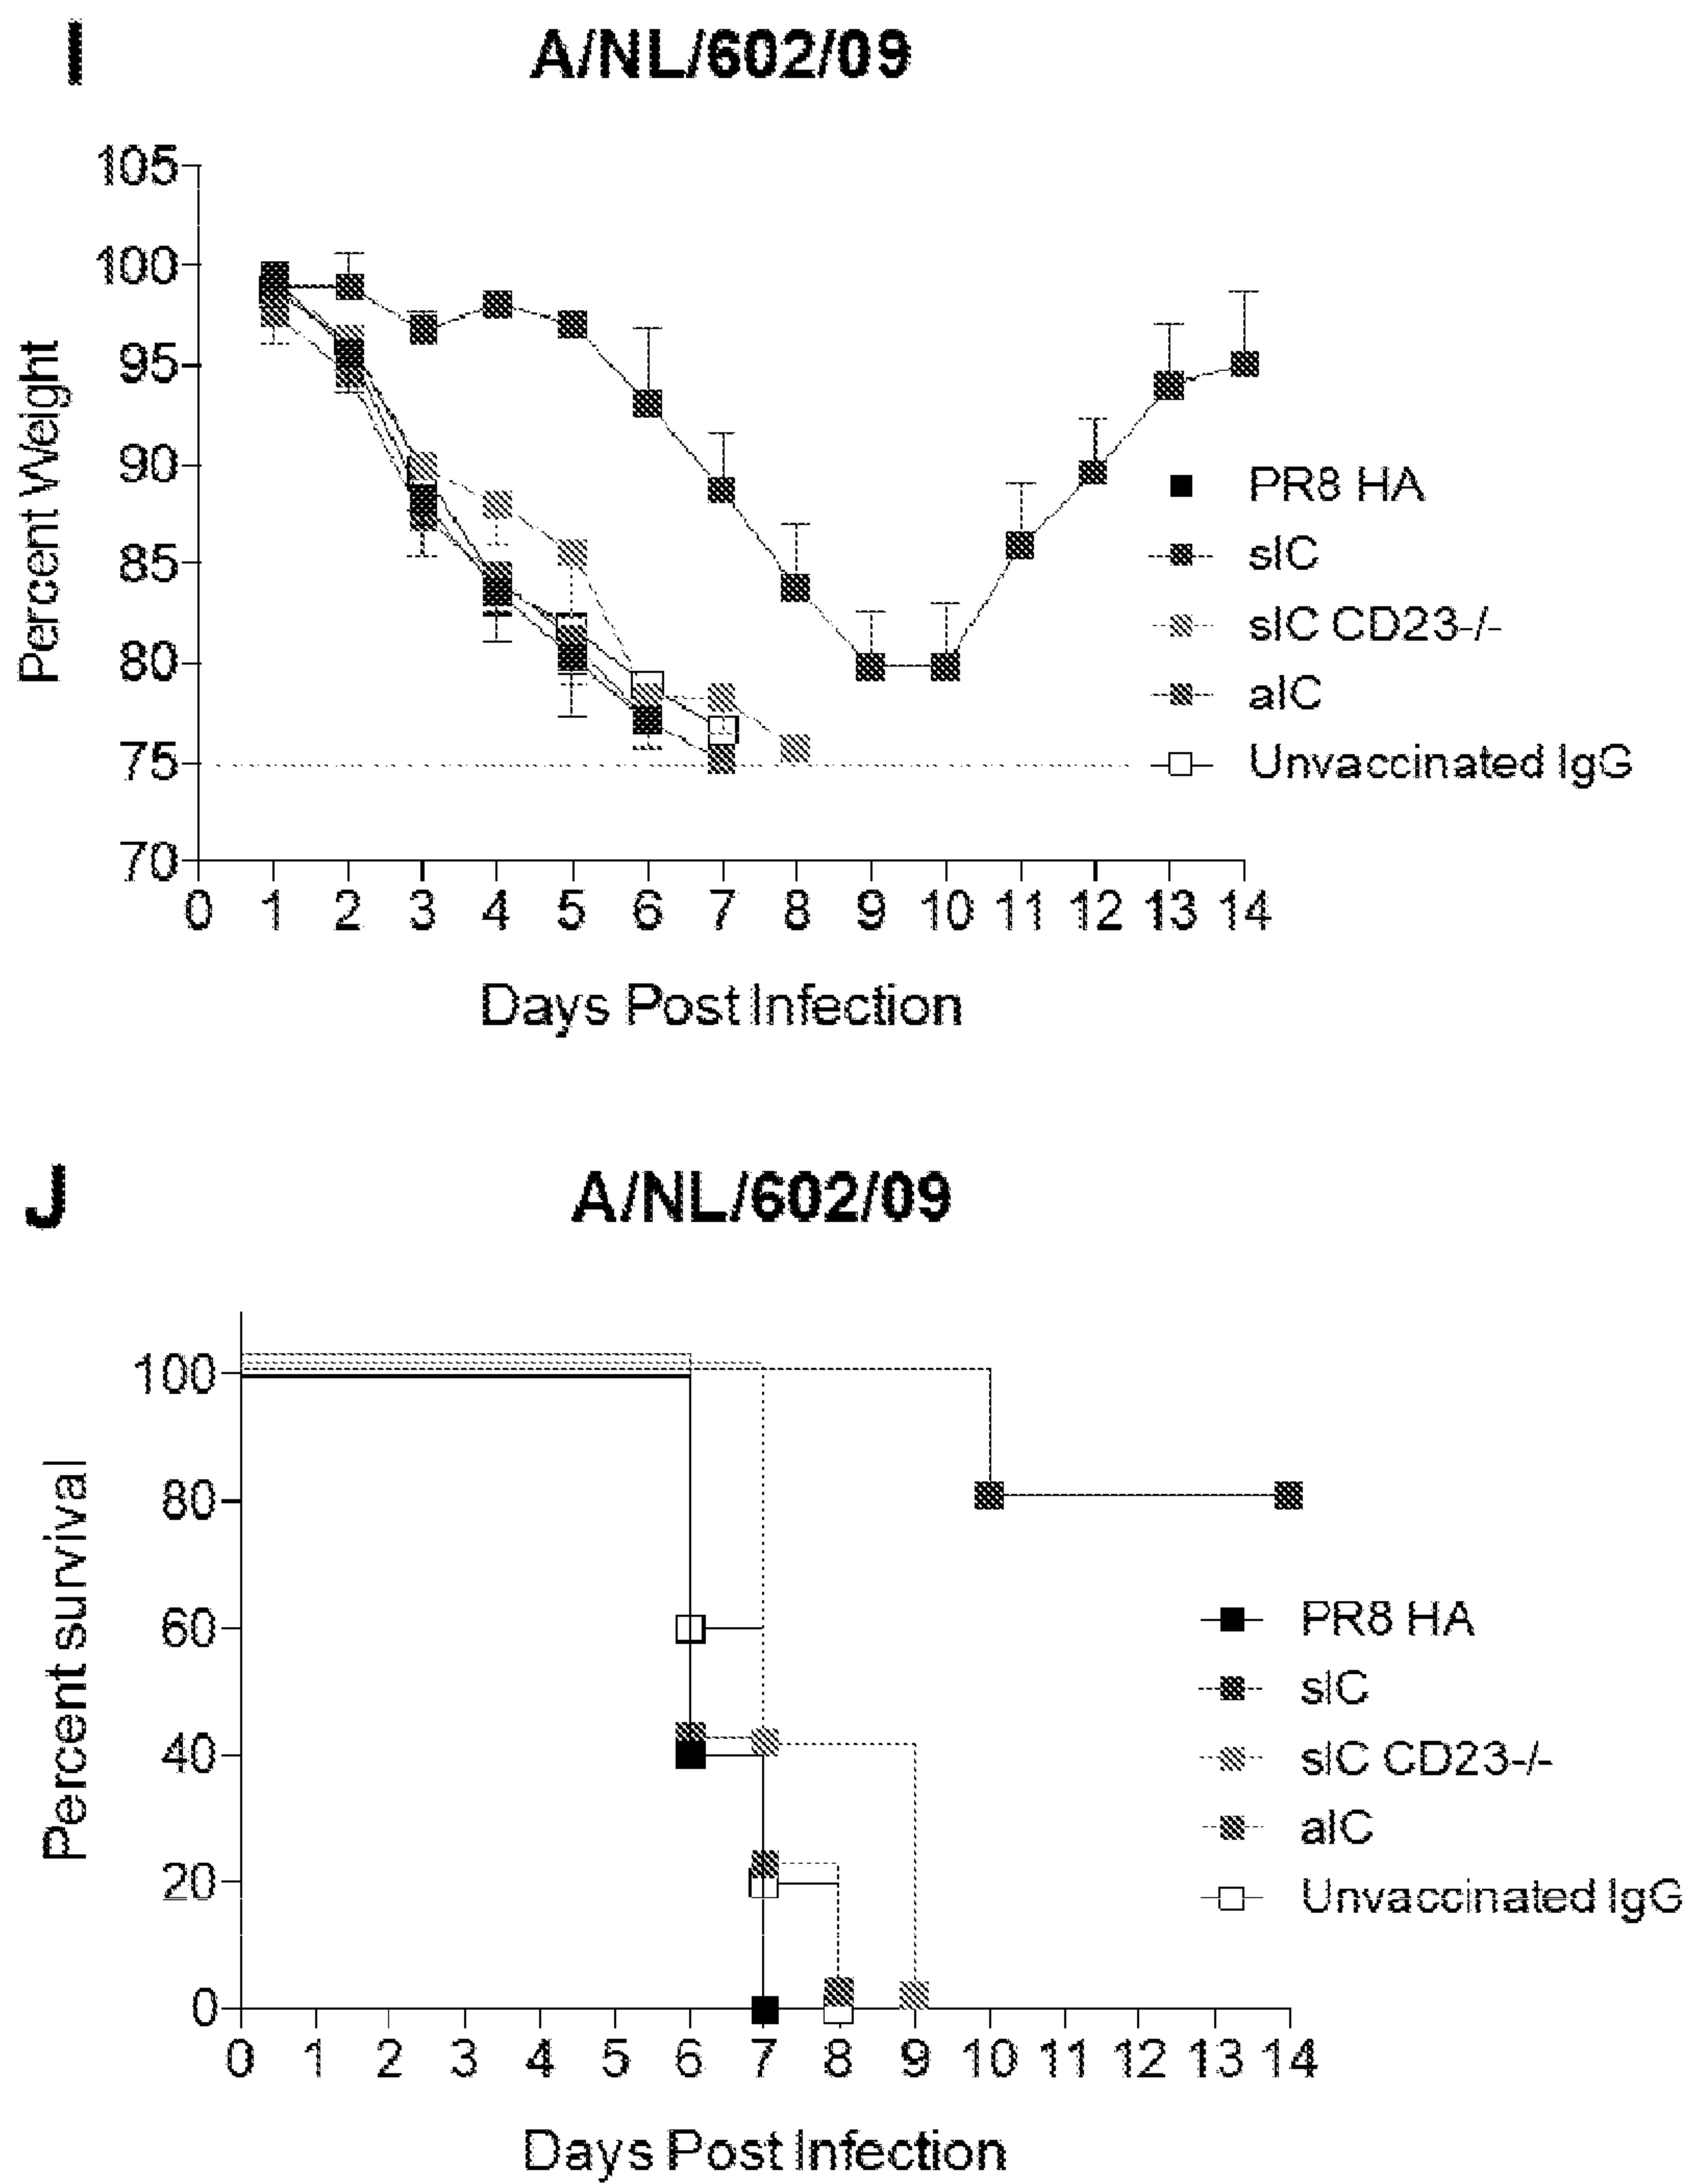 I
A/NL/602/09
105
100
95
90
85
80
75
70
Percent Weight
0 1 2 3 4 5 6 7 8 9 10 11 12 13 14
Days Post Infection
PR8 HA
sIC
sIC CD23-/-
aIC
Unvaccinated IgG
J
A/NL/602/09
100
80
60
40
20
0
Percent survival
0 1 2 3 4 5 6 7 8 9 10 11 12 13 14
Days Post Infection
PR8 HA
sIC
sIC CD23-/-
aIC
Unvaccinated IgG